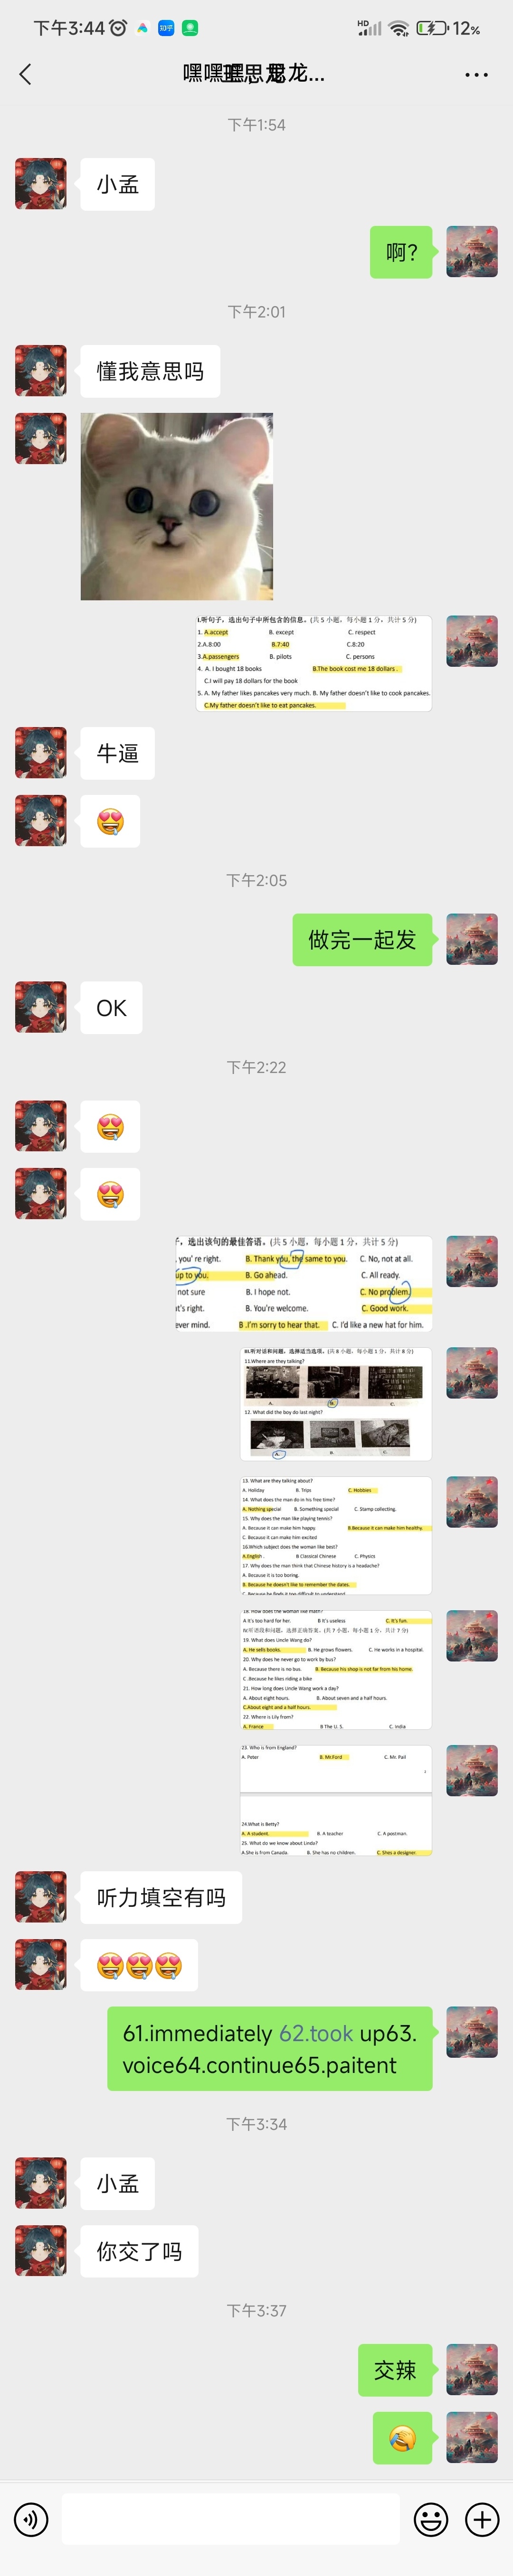 下午3:44
知乎
HD
12%
下午1:54
小孟
啊?
下午2:01
懂我意思吗
I.听句子，选出句子中所包含的信息。(共 5 小题，每小题 1 分，共计 5 分)
1. A.accept B. except C. respect
2.A.8:00 B.7:40 C.8:20
3.A.passengers B. pilots C. persons
4. A. I bought 18 books B.The book cost me 18 dollars .
C.I will pay 18 dollars for the book
5. A. My father likes pancakes very much. B. My father doesn't like to cook pancakes.
C.My father doesn't like to eat pancakes.
牛逼
下午2:05
做完一起发
OK
下午2:22
子，选出该句的最佳答语。(共 5 小题，每小题 1 分，共计 5 分)
, you' re right. B. Thank you, the same to you. C. No, not at all.
up to you. B. Go ahead. C. All ready.
not sure B. I hope not. C. No problem.
t's right. B. You're welcome. C. Good work.
ever mind. B .I'm sorry to hear that. C. I'd like a new hat for him.
III.听对话和问题，选择适当选项。(共 8 小题，每小题 1 分，共计 8 分)
11.Where are they talking?
A. B. C.
12. What did the boy do last night?
A. B. C.
13. What are they talking about?
A. Holiday B. Trips C. Hobbies
14. What does the man do in his free time?
A. Nothing special B. Something special C. Stamp collecting.
15. Why does the man like playing tennis?
A. Because it can make him happy. B.Because it can make him healthy.
C. Because it can make him excited
16.Which subject does the woman like best?
A.English . B Classical Chinese C. Physics
17. Why does the man think that Chinese history is a headache?
A. Because it is too boring.
B. Because he doesn't like to remember the dates.
C. Because he finds it too difficult to understand
18. How does the woman like math?
A It's too hard for her. B It's useless C. It's fun.
IV.听语段和问题，选择正确答案。(共 7 小题，每小题 1 分，共计 7 分)
19. What does Uncle Wang do?
A. He sells books. B. He grows flowers. C. He works in a hospital.
20. Why does he never go to work by bus?
A. Because there is no bus. B. Because his shop is not far from his home.
C .Because he likes riding a bike
21. How long does Uncle Wang work a day?
A. About eight hours. B. About seven and a half hours.
C.About eight and a half hours.
22. Where is Lily from?
A. France B The U. S. C. India
23. Who is from England?
A. Peter B. Mr.Ford C. Mr. Pail
24.What is Betty?
A. A student. B. A teacher C. A postman.
25. What do we know about Linda?
A.She is from Canada. B. She has no children. C. Shes a designer.
听力填空有吗
61.immediately 62.took up63.
voice64.continue65.paitent
下午3:34
小孟
你交了吗
下午3:37
交辣